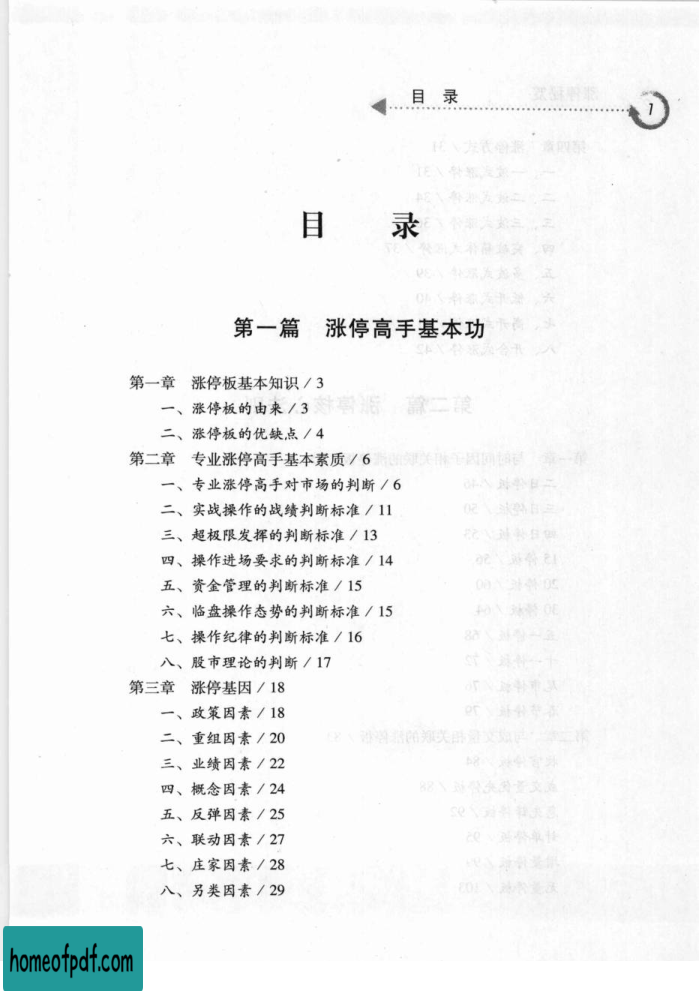 目 录
1
目 录
第一篇 涨停高手基本功
第一章 涨停板基本知识 / 3
一、涨停板的由来 / 3
二、涨停板的优缺点 / 4
第二章 专业涨停高手基本素质 / 6
一、专业涨停高手对市场的判断 / 6
二、实战操作的战绩判断标准 / 11
三、超极限发挥的判断标准 / 13
四、操作进场要求的判断标准 / 14
五、资金管理的判断标准 / 15
六、临盘操作态势的判断标准 / 15
七、操作纪律的判断标准 / 16
八、股市理论的判断 / 17
第三章 涨停基因 / 18
一、政策因素 / 18
二、重组因素 / 20
三、业绩因素 / 22
四、概念因素 / 24
五、反弹因素 / 25
六、联动因素 / 27
七、庄家因素 / 28
八、另类因素 / 29
homeofpdf.com